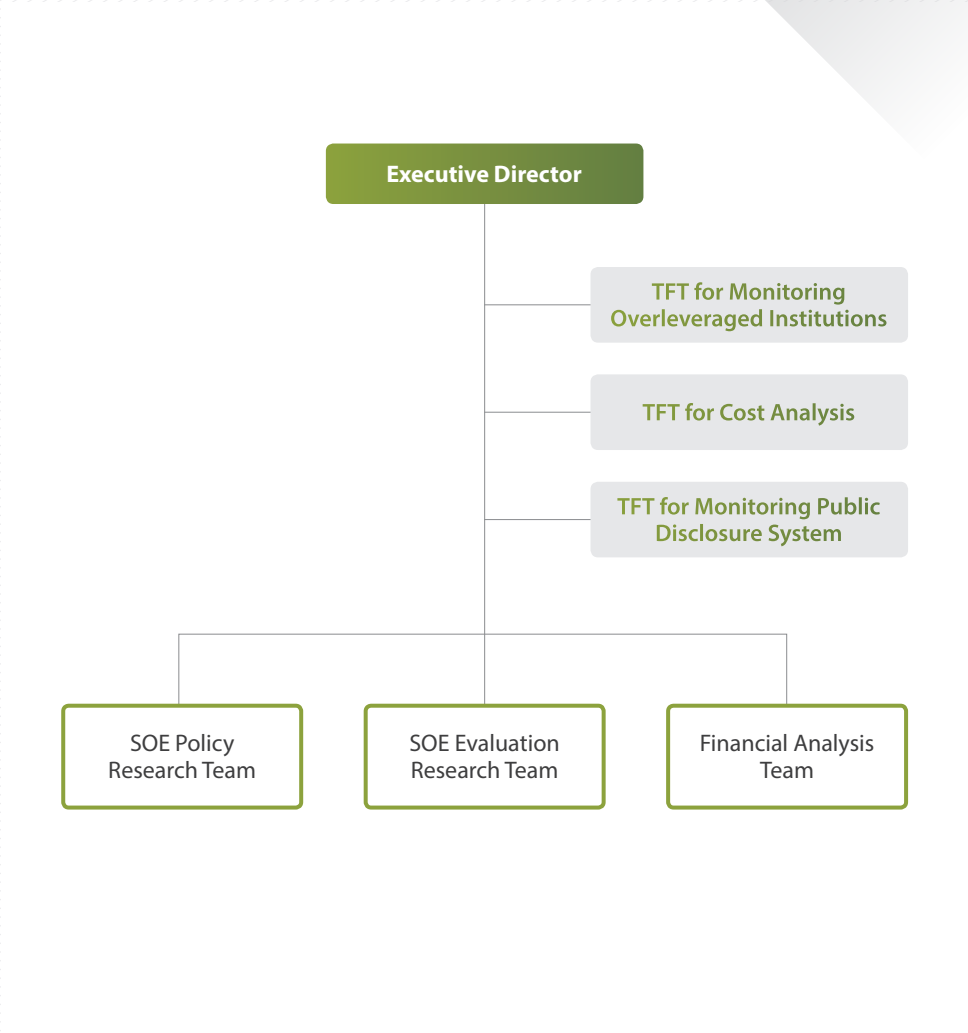 Executive Director
TFT for Monitoring
Overleveraged Institutions
TFT for Cost Analysis
TFT for Monitoring Public
Disclosure System
SOE Policy
Research Team
SOE Evaluation
Research Team
Financial Analysis
Team